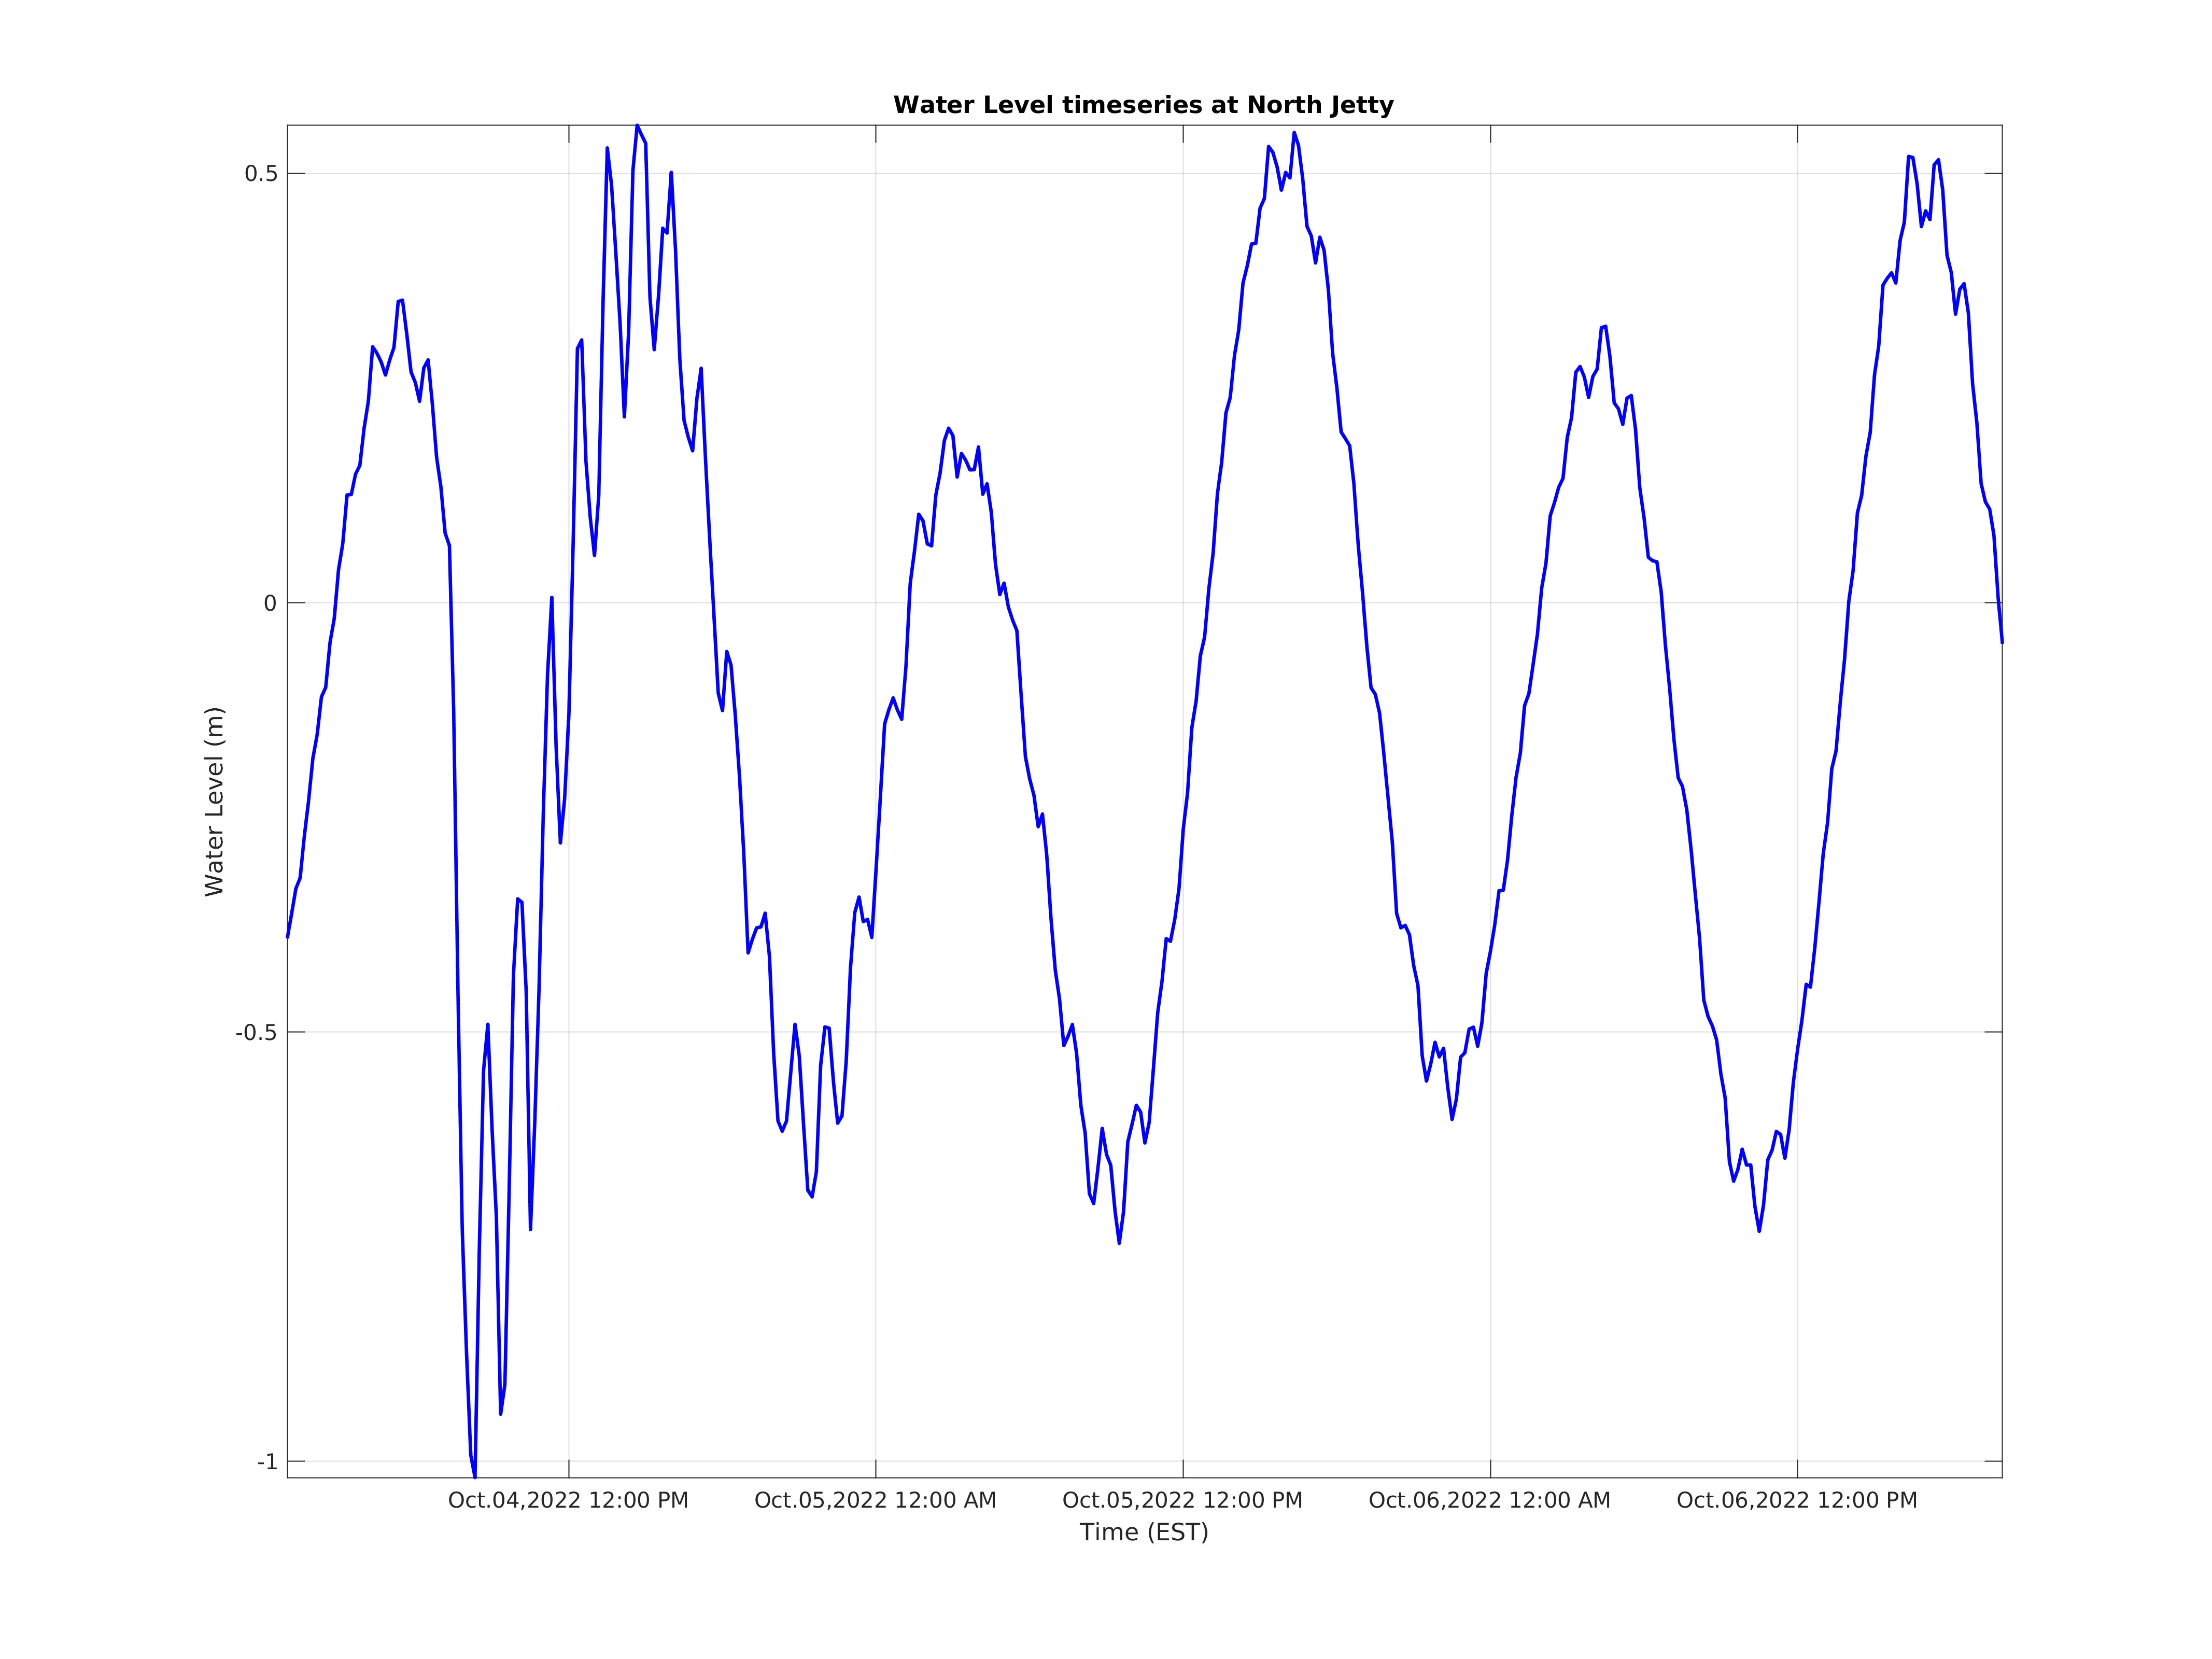 Water Level timeseries at North Jetty
0.5
0
-0.5
-1
Water Level (m)
Oct.04,2022 12:00 PM
Oct.05,2022 12:00 AM
Oct.05,2022 12:00 PM
Oct.06,2022 12:00 AM
Oct.06,2022 12:00 PM
Time (EST)